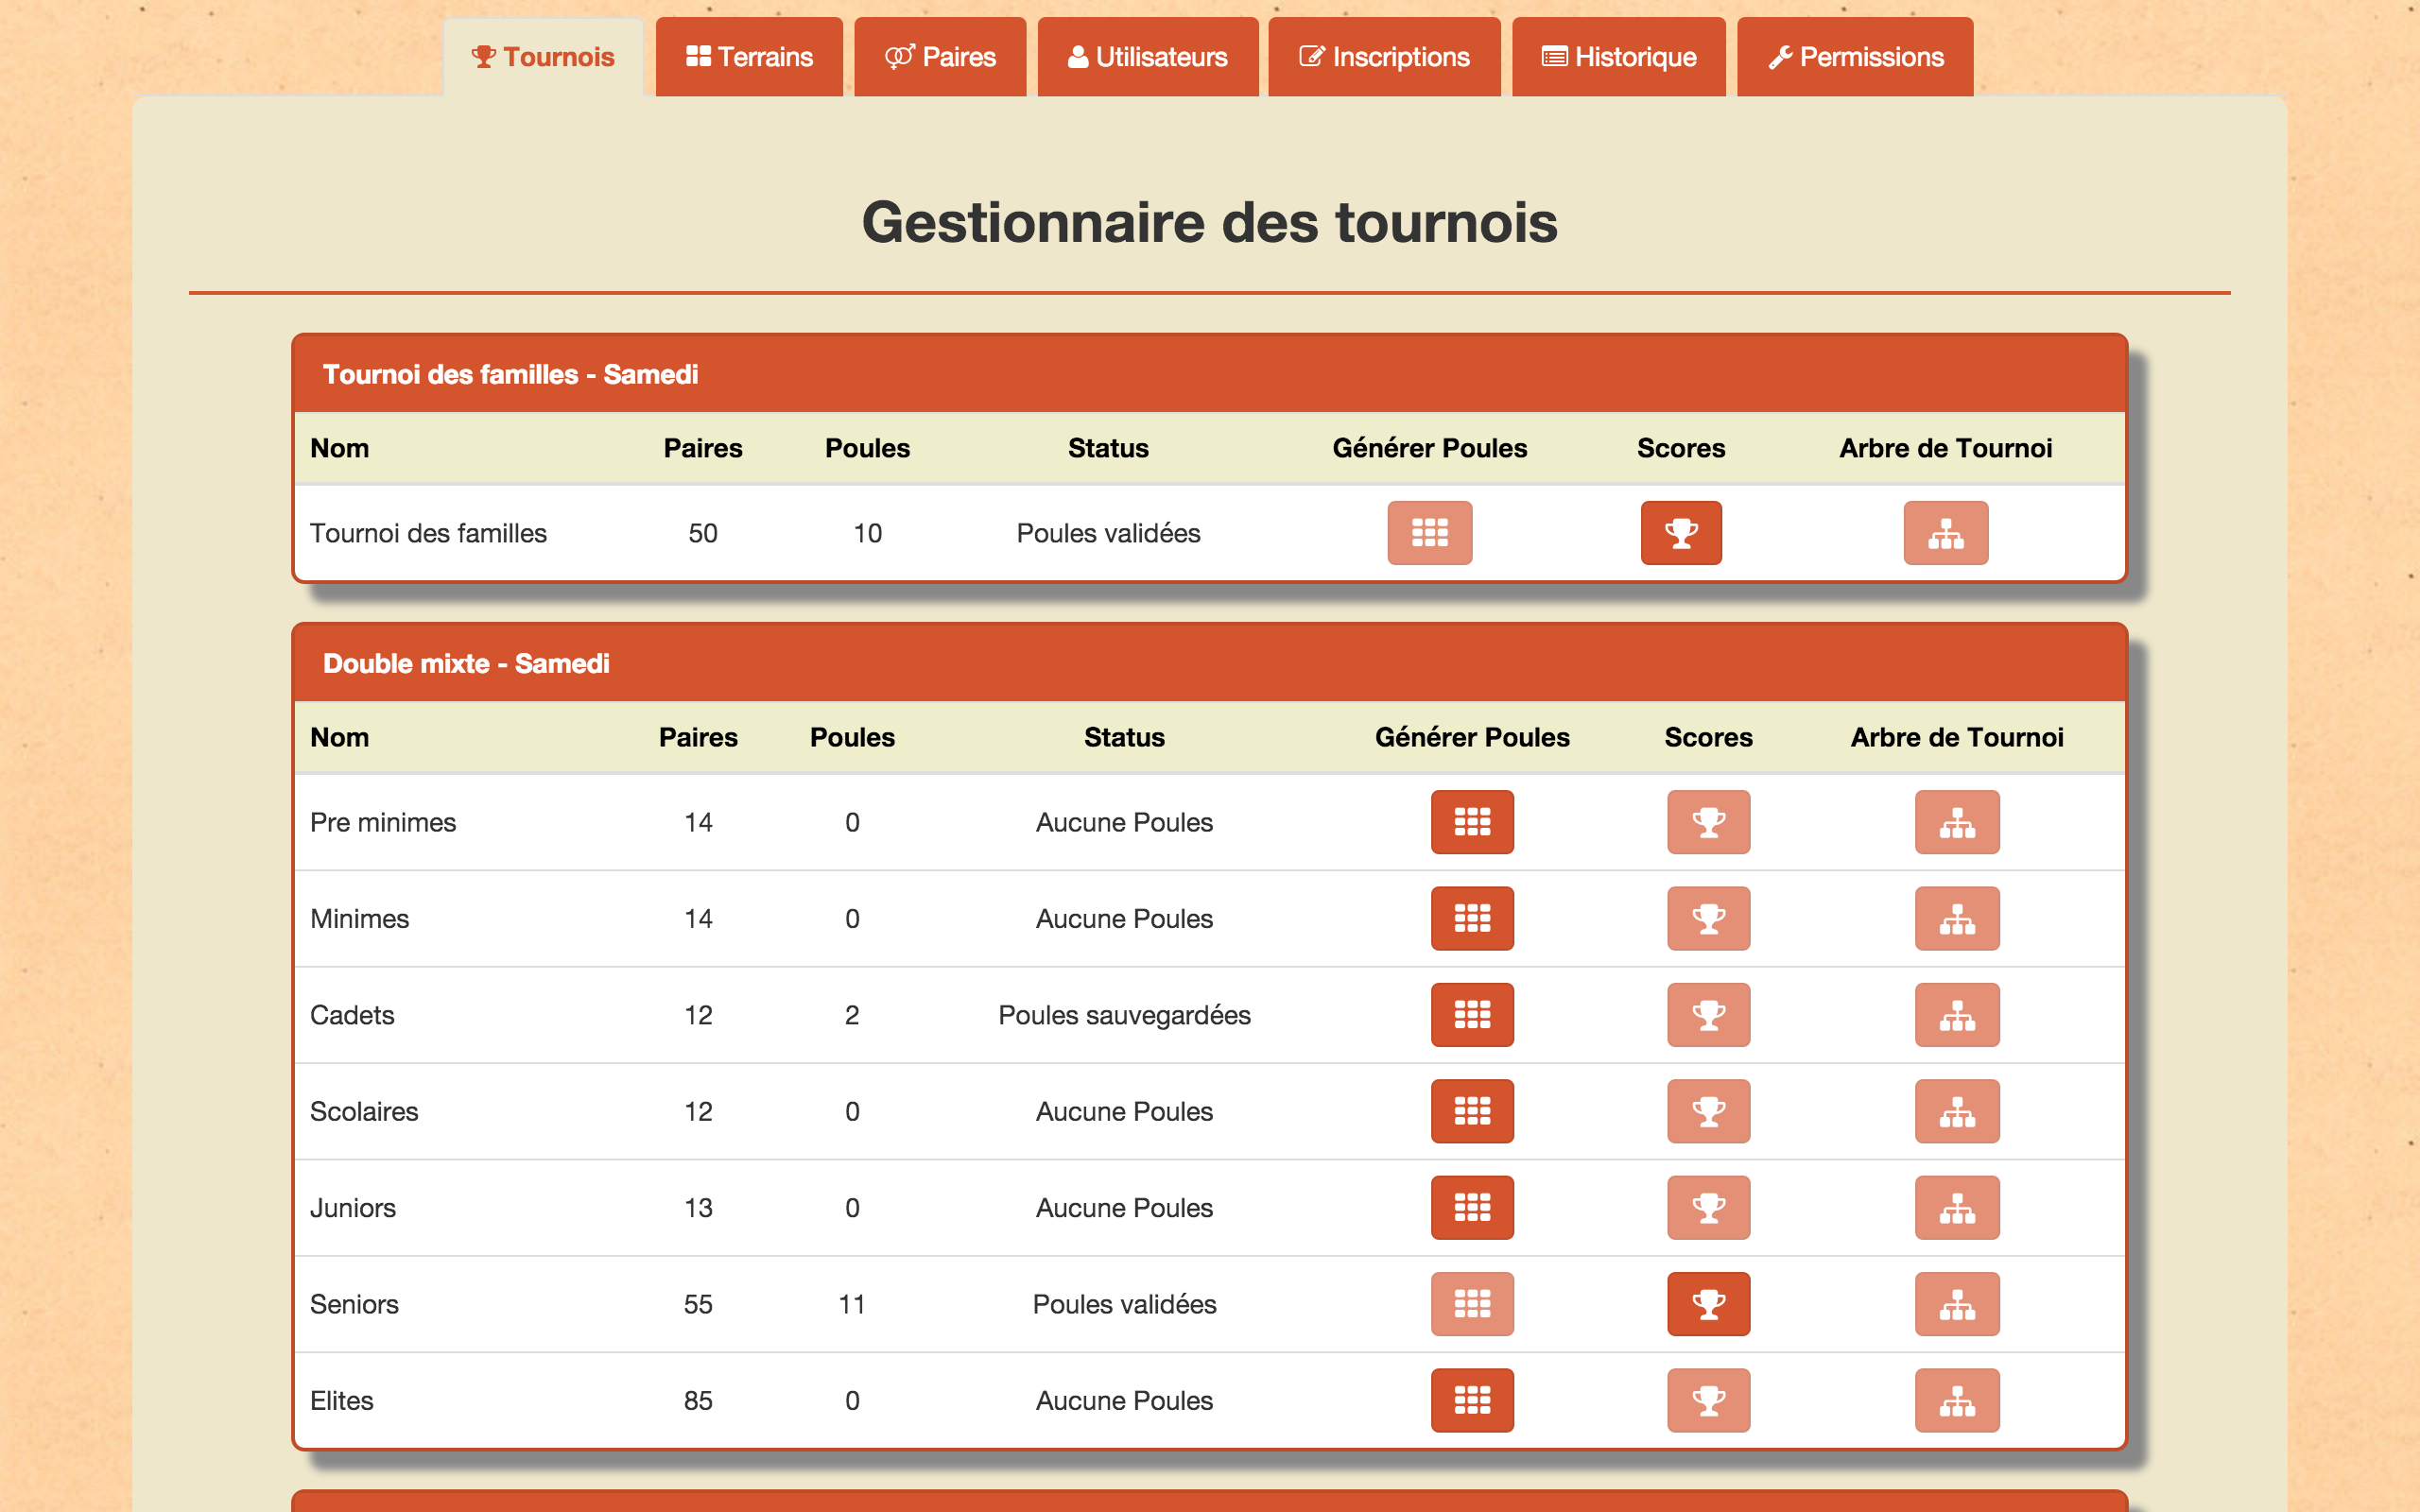 Tournois Terrains Paires Utilisateurs Inscriptions Historique Permissions
Gestionnaire des tournois
Tournoi des familles - Samedi
Nom Paires Poules Status Générer Poules Scores Arbre de Tournoi
Tournoi des familles 50 10 Poules validées
Double mixte - Samedi
Nom Paires Poules Status Générer Poules Scores Arbre de Tournoi
Pre minimes 14 0 Aucune Poules
Minimes 14 0 Aucune Poules
Cadets 12 2 Poules sauvegardées
Scolaires 12 0 Aucune Poules
Juniors 13 0 Aucune Poules
Seniors 55 11 Poules validées
Elites 85 0 Aucune Poules